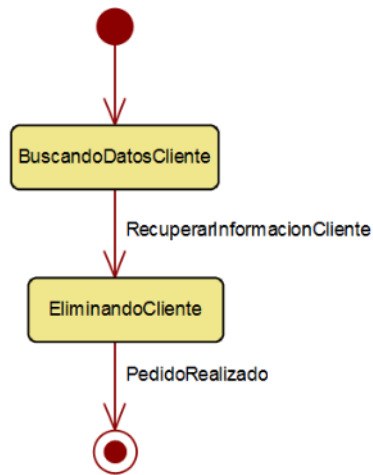 BuscandoDatosCliente
RecuperarInformacionCliente
EliminandoCliente
PedidoRealizado